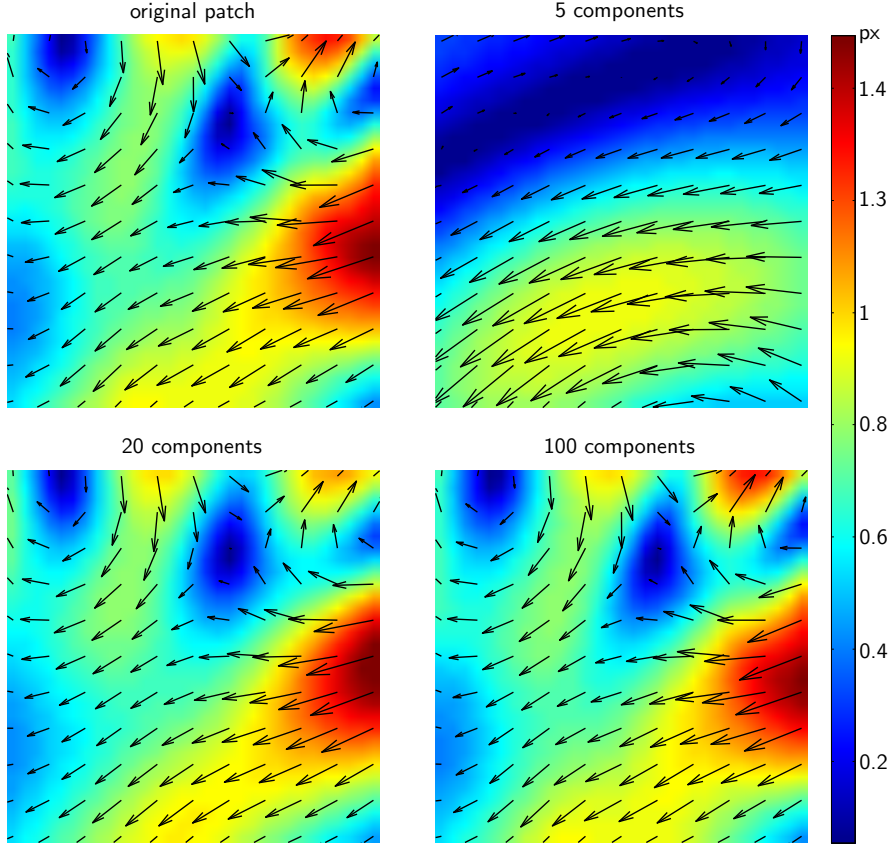 original patch
5 components
px
1.4
1.3
1
0.8
0.6
0.4
0.2
20 components
100 components